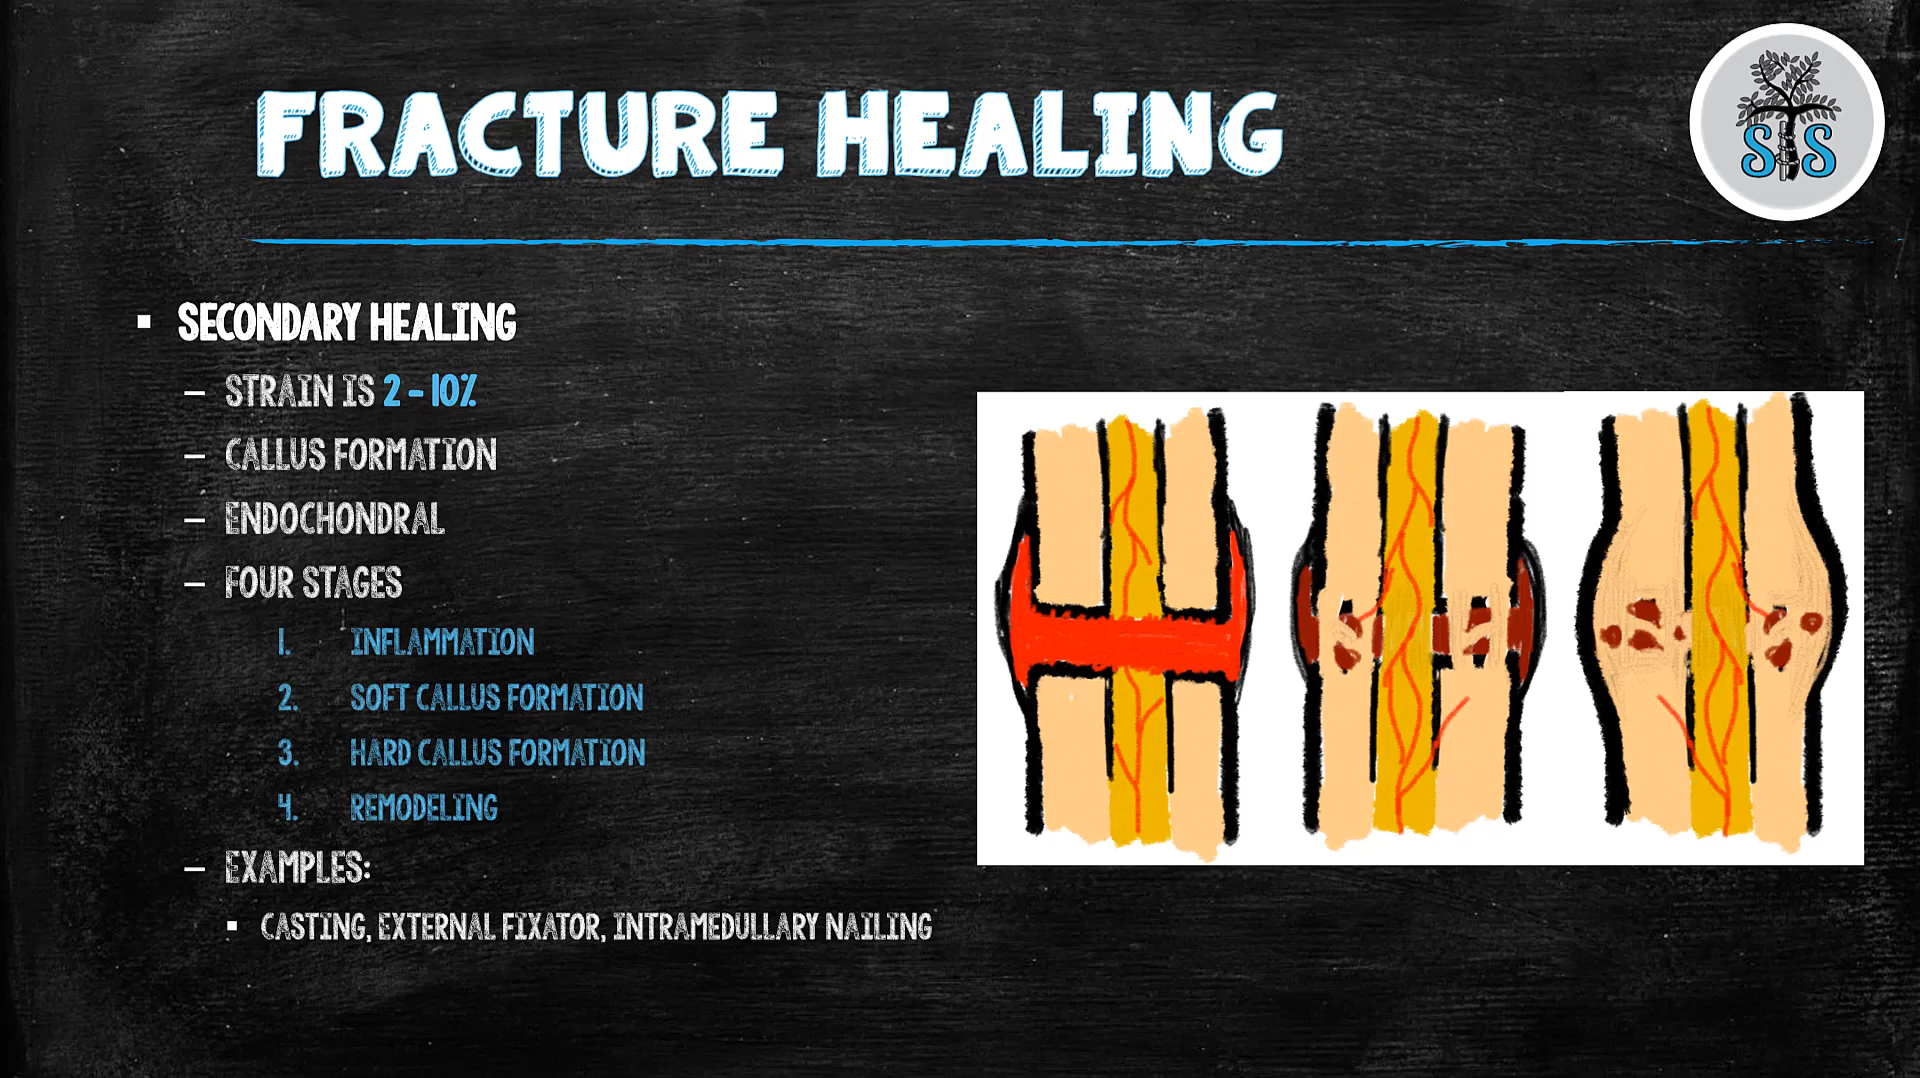 FRACTURE HEALING
SIS
▪ SECONDARY HEALING
– STRAIN IS 2 – 10%
– CALLUS FORMATION
– ENDOCHONDRAL
– FOUR STAGES
1. INFLAMMATION
2. SOFT CALLUS FORMATION
3. HARD CALLUS FORMATION
4. REMODELING
– EXAMPLES:
▪ CASTING, EXTERNAL FIXATOR, INTRAMEDULLARY NAILING